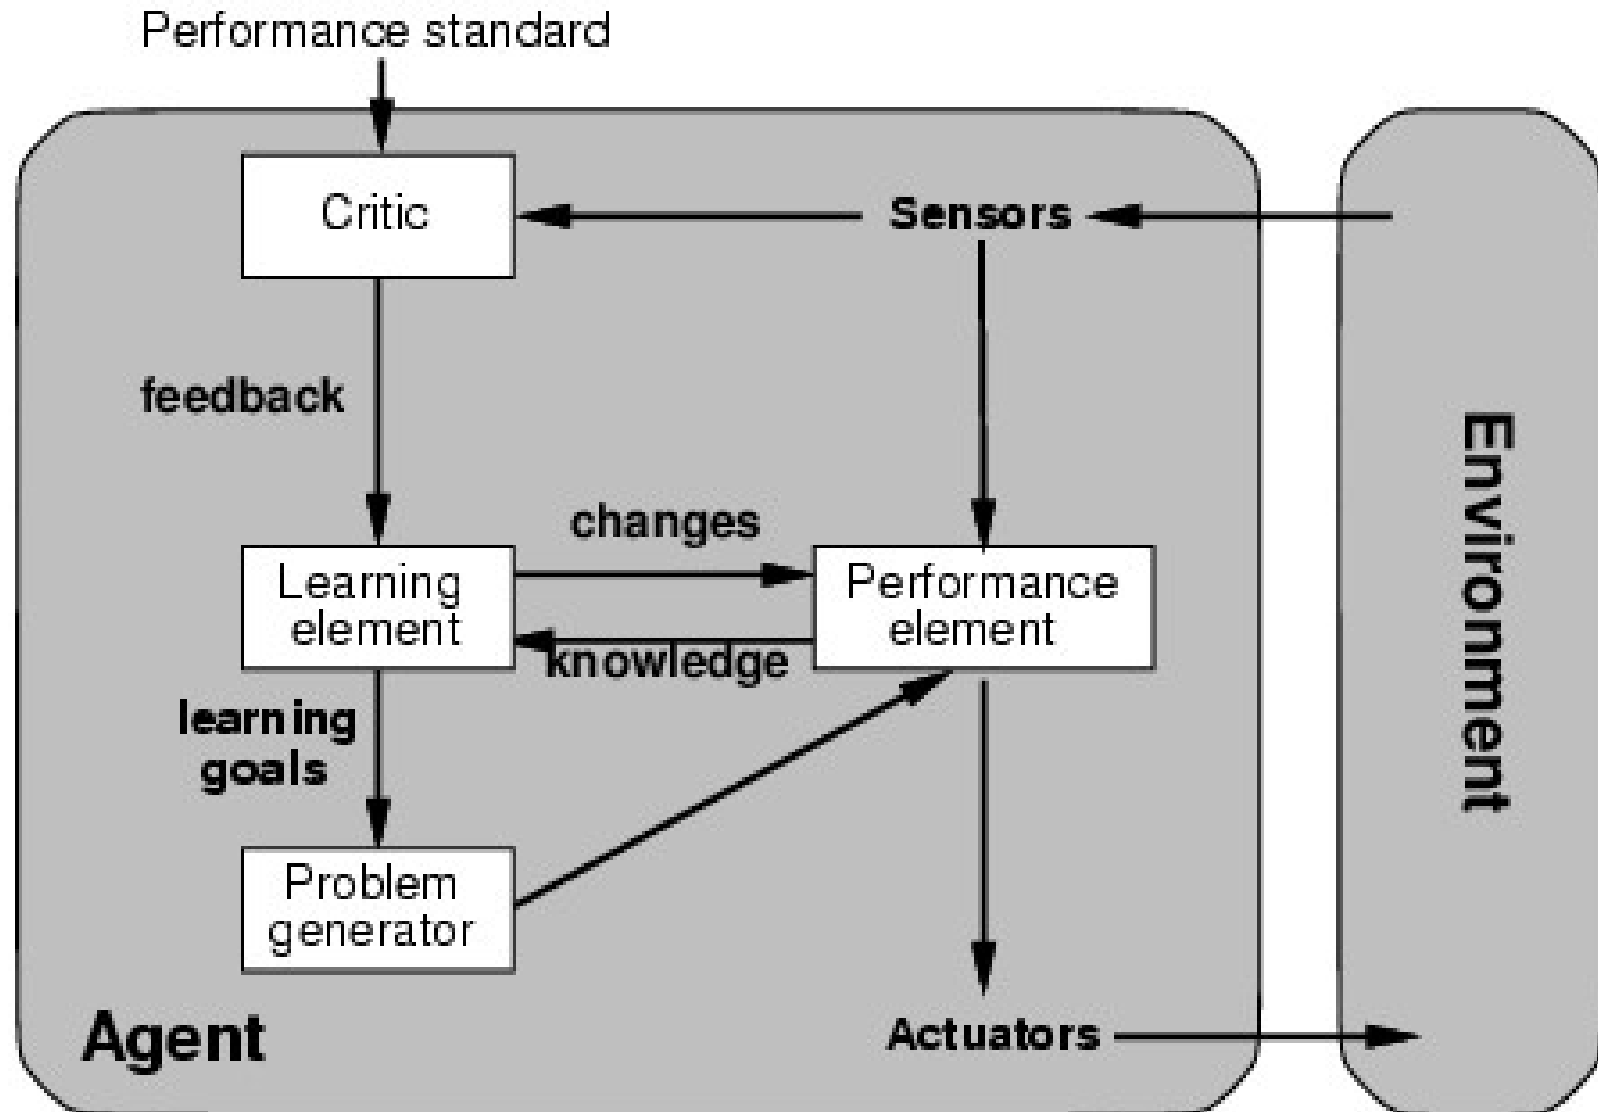 Performance standard
Critic
Sensors
feedback
changes
Learning
element
Performance
element
knowledge
learning
goals
Problem
generator
Agent
Actuators
Environment